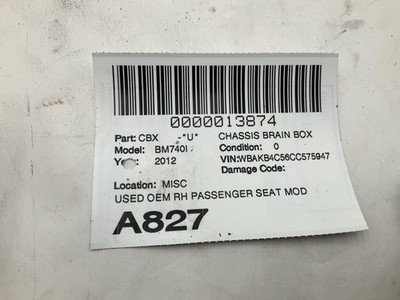 0000013874
Part: CBX -*U* CHASSIS BRAIN BOX
Model: BM740I Condition: 0
Year: 2012 VIN:WBAKB4C56CC575947
Damage Code:
Location: MISC
USED OEM RH PASSENGER SEAT MOD
A827